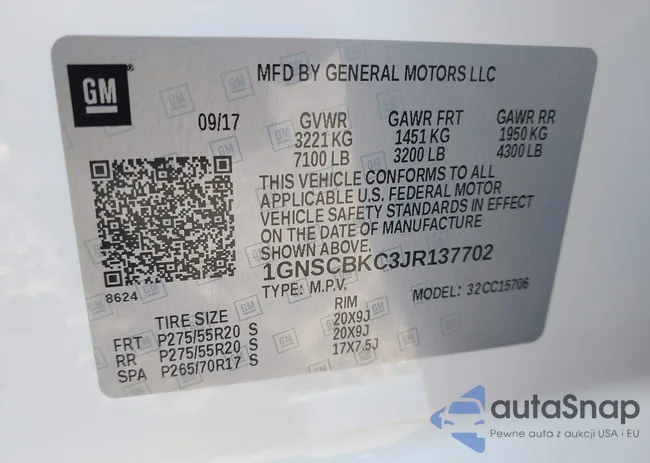 GM
MFD BY GENERAL MOTORS LLC
09/17 GVWR GAWR FRT GAWR RR
3221 KG 1451 KG 1950 KG
7100 LB 3200 LB 4300 LB
THIS VEHICLE CONFORMS TO ALL
APPLICABLE U.S. FEDERAL MOTOR
VEHICLE SAFETY STANDARDS IN EFFECT
ON THE DATE OF MANUFACTURE
SHOWN ABOVE.
1GNSCBKC3JR137702
8624
TYPE: M.P.V. MODEL: 32CC15706
TIRE SIZE RIM
FRT P275/55R20 S 20X9J
RR P275/55R20 S 20X9J
SPA P265/70R17 S 17X7.5J
autaSnap
Pewne auta z aukcji USA i EU